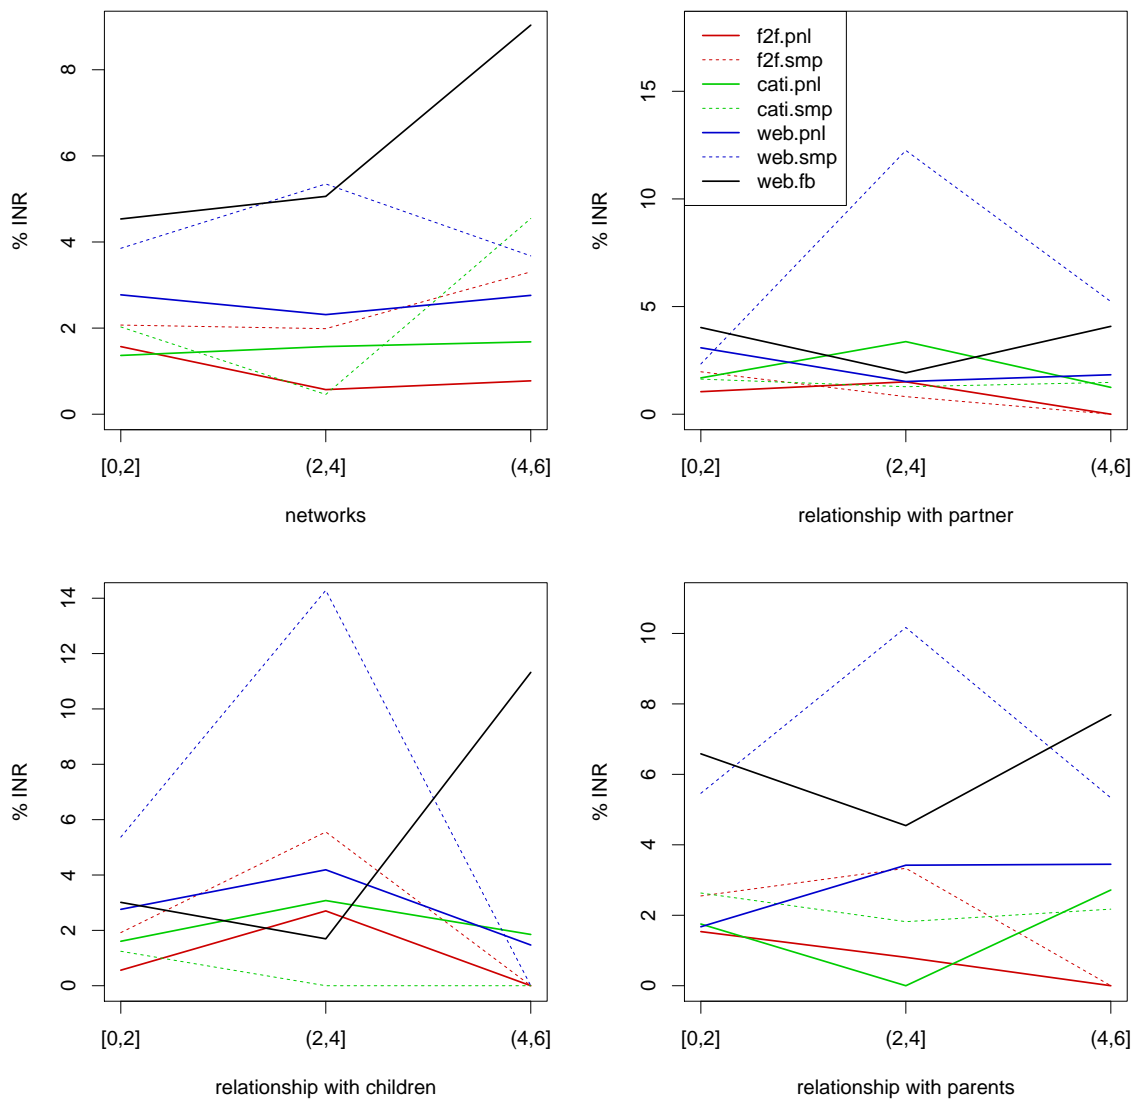 8
6
4
2
0
% INR
[0,2]
(2,4]
(4,6]
networks
15
10
5
0
% INR
f2f.pnl
f2f.smp
cati.pnl
cati.smp
web.pnl
web.smp
web.fb
[0,2]
(2,4]
(4,6]
relationship with partner
14
12
10
8
6
4
2
0
% INR
[0,2]
(2,4]
(4,6]
relationship with children
10
8
6
4
2
0
% INR
[0,2]
(2,4]
(4,6]
relationship with parents